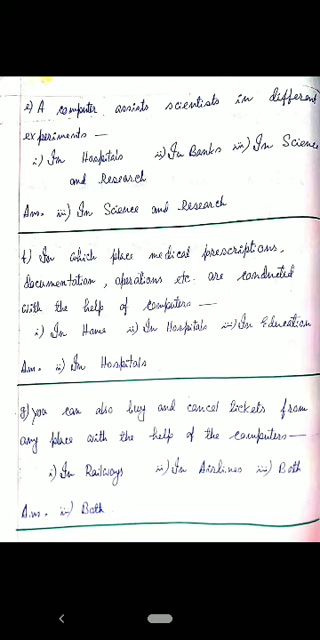 e) A computer assists scientists in different
experiments —
i) In Hospitals ii) In Banks iii) In Science
and Research
Ans. iii) In Science and Research
f) In which place medical prescriptions,
documentation, operations etc. are conducted
with the help of computers —
i) In Home ii) In Hospitals iii) In Education
Ans. ii) In Hospitals
g) You can also buy and cancel tickets from
any place with the help of the computers —
i) In Railways ii) In Airlines iii) Both
Ans. iii) Both